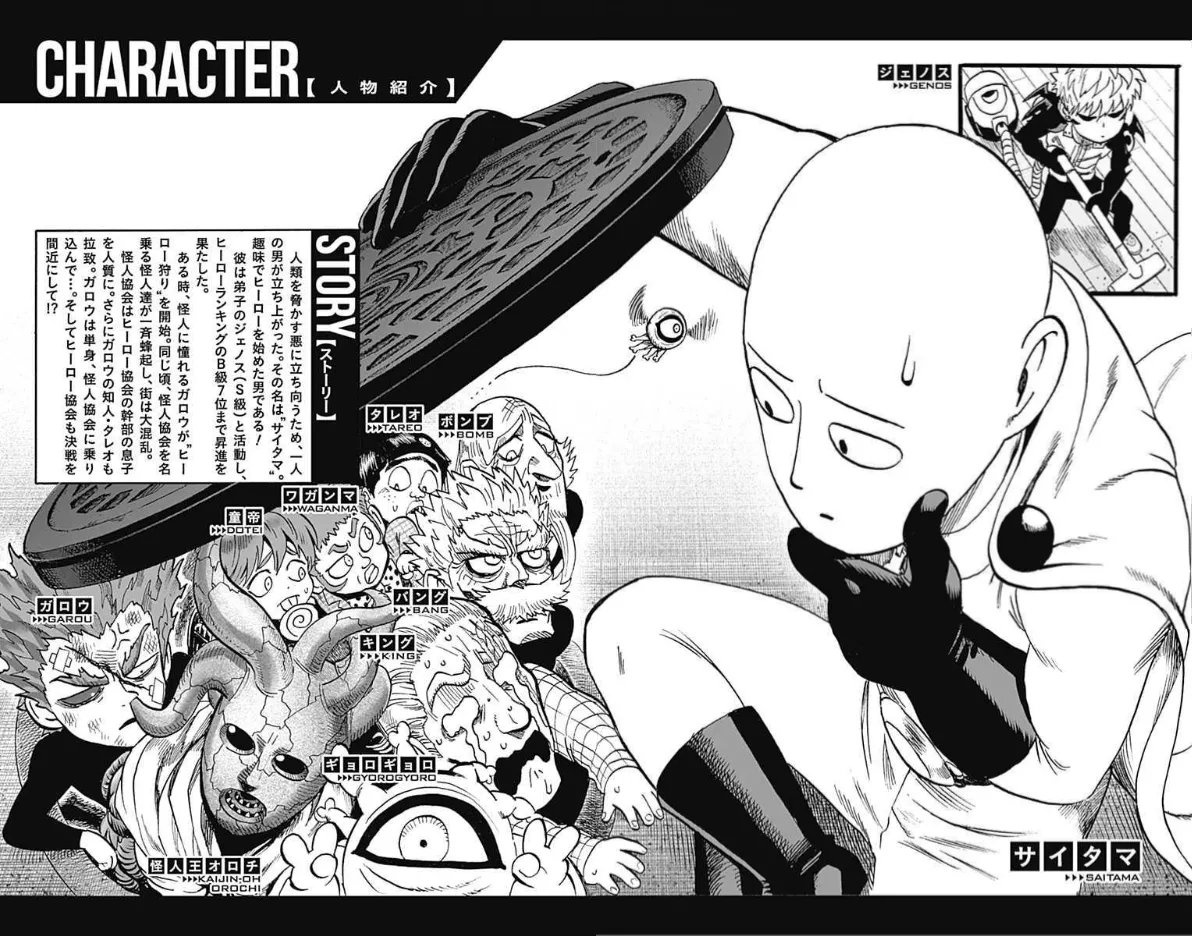 CHARACTER【人物紹介】
ジェノス
GENOS
STORY【ストーリー】
人類を脅かす悪に立ち向うため、一人
の男が立ち上がった。その名は“サイタマ”。
趣味でヒーローを始めた男である!
彼は弟子のジェノス(S級)と活動し、
ヒーローランキングのB級7位まで昇進を
果たした。
ある時、怪人に憧れるガロウが“ヒー
ロー狩り”を開始。同じ頃、怪人協会を名
乗る怪人達が一斉蜂起し、街は大混乱。
怪人協会はヒーロー協会の幹部の息子
を人質に。さらにガロウの知人・タレオも
拉致。ガロウは単身、怪人協会に乗り
込んで…。そしてヒーロー協会も決戦を
間近にして!?
タレオ
TAREO
ボンブ
BOMB
ワガンマ
WAGANMA
童帝
DOTEI
ガロウ
GAROU
バング
BANG
キング
KING
ギョロギョロ
GYOROGYORO
怪人王オロチ
KAIJIN-OH
OROCHI
サイタマ
SAITAMA